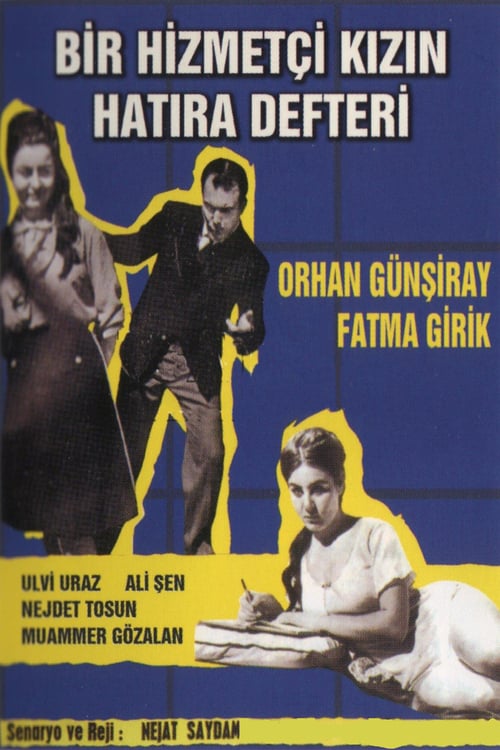 BİR HİZMETÇİ KIZIN
HATIRA DEFTERİ
ORHAN GÜNŞİRAY
FATMA GİRİK
ULVİ URAZ ALİ ŞEN
NEJDET TOSUN
MUAMMER GÖZALAN
Senaryo ve Reji : NEJAT SAYDAM